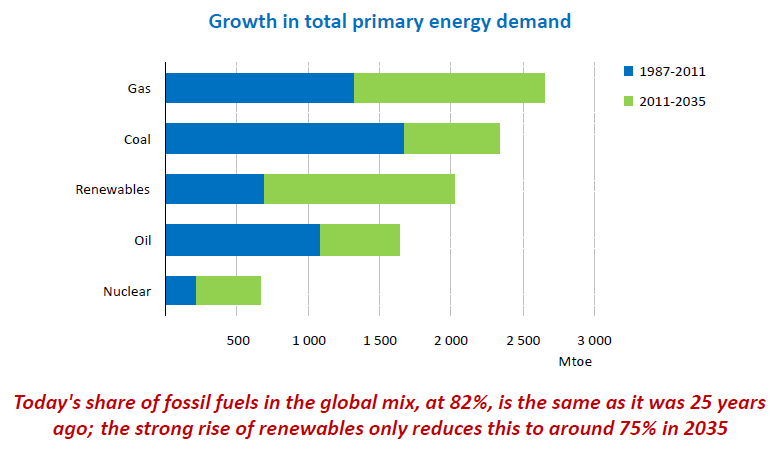 Growth in total primary energy demand
1987-2011
2011-2035
Gas
Coal
Renewables
Oil
Nuclear
500 1 000 1 500 2 000 2 500 3 000
Mtoe
Today's share of fossil fuels in the global mix, at 82%, is the same as it was 25 years
ago; the strong rise of renewables only reduces this to around 75% in 2035